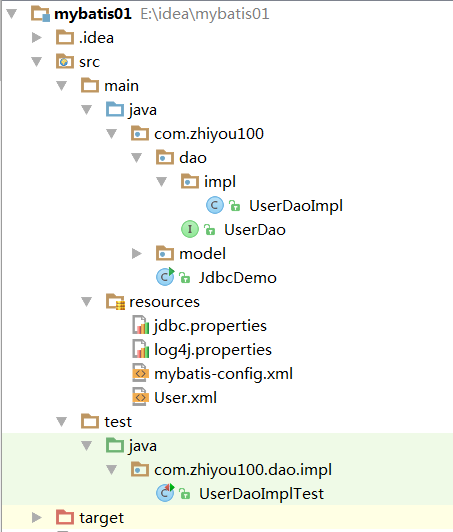 mybatis01 E:\idea\mybatis01
.idea
src
main
java
com.zhiyou100
dao
impl
C UserDaoImpl
I UserDao
model
C JdbcDemo
resources
jdbc.properties
log4j.properties
mybatis-config.xml
User.xml
test
java
com.zhiyou100.dao.impl
C UserDaoImplTest
target